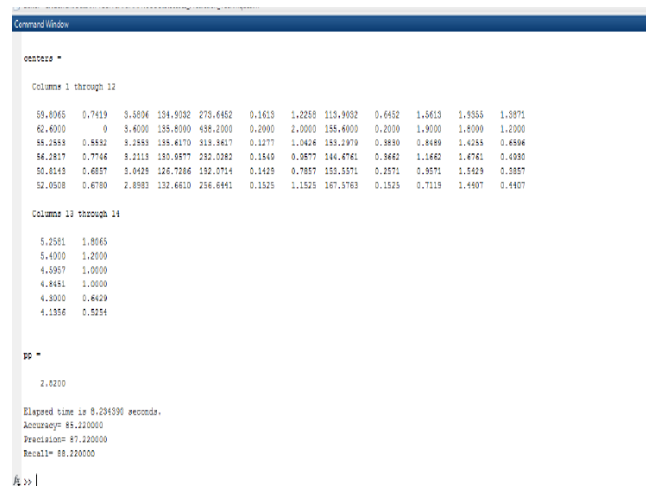 Command Window
centers =
Columns 1 through 12
59.8065 0.7419 3.5806 134.9032 273.6452 0.1613 1.2258 113.9032 0.6452 1.5613 1.9355 1.3871
62.6000 0 3.6000 135.8000 438.2000 0.2000 2.0000 155.6000 0.2000 1.9000 1.8000 1.2000
55.2553 0.5532 3.2553 135.6170 313.3617 0.1277 1.0426 153.2979 0.3830 0.8489 1.4255 0.6596
56.2817 0.7746 3.2113 130.9577 232.0282 0.1549 0.9577 144.6761 0.3662 1.1662 1.6761 0.4930
50.8143 0.6857 3.0429 126.7286 192.0714 0.1429 0.7857 153.5571 0.2571 0.9571 1.5429 0.3857
52.0508 0.6780 2.8983 132.6610 256.6441 0.1525 1.1525 167.5763 0.1525 0.7119 1.4407 0.4407
Columns 13 through 14
5.2581 1.8065
5.4000 1.2000
4.5957 1.0000
4.8451 1.0000
4.3000 0.6429
4.1356 0.5254
pp =
2.8200
Elapsed time is 8.234390 seconds.
Accuracy= 85.220000
Precision= 87.220000
Recall= 88.220000
fx >>